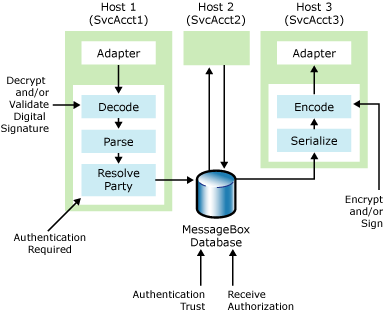 Host 1
(SvcAcct1)
Host 2
(SvcAcct2)
Host 3
(SvcAcct3)
Adapter
Adapter
Decrypt
and/or
Validate
Digital
Signature
Decode
Parse
Resolve
Party
Encode
Serialize
Authentication
Required
MessageBox
Database
Encrypt
and/or
Sign
Authentication
Trust
Receive
Authorization